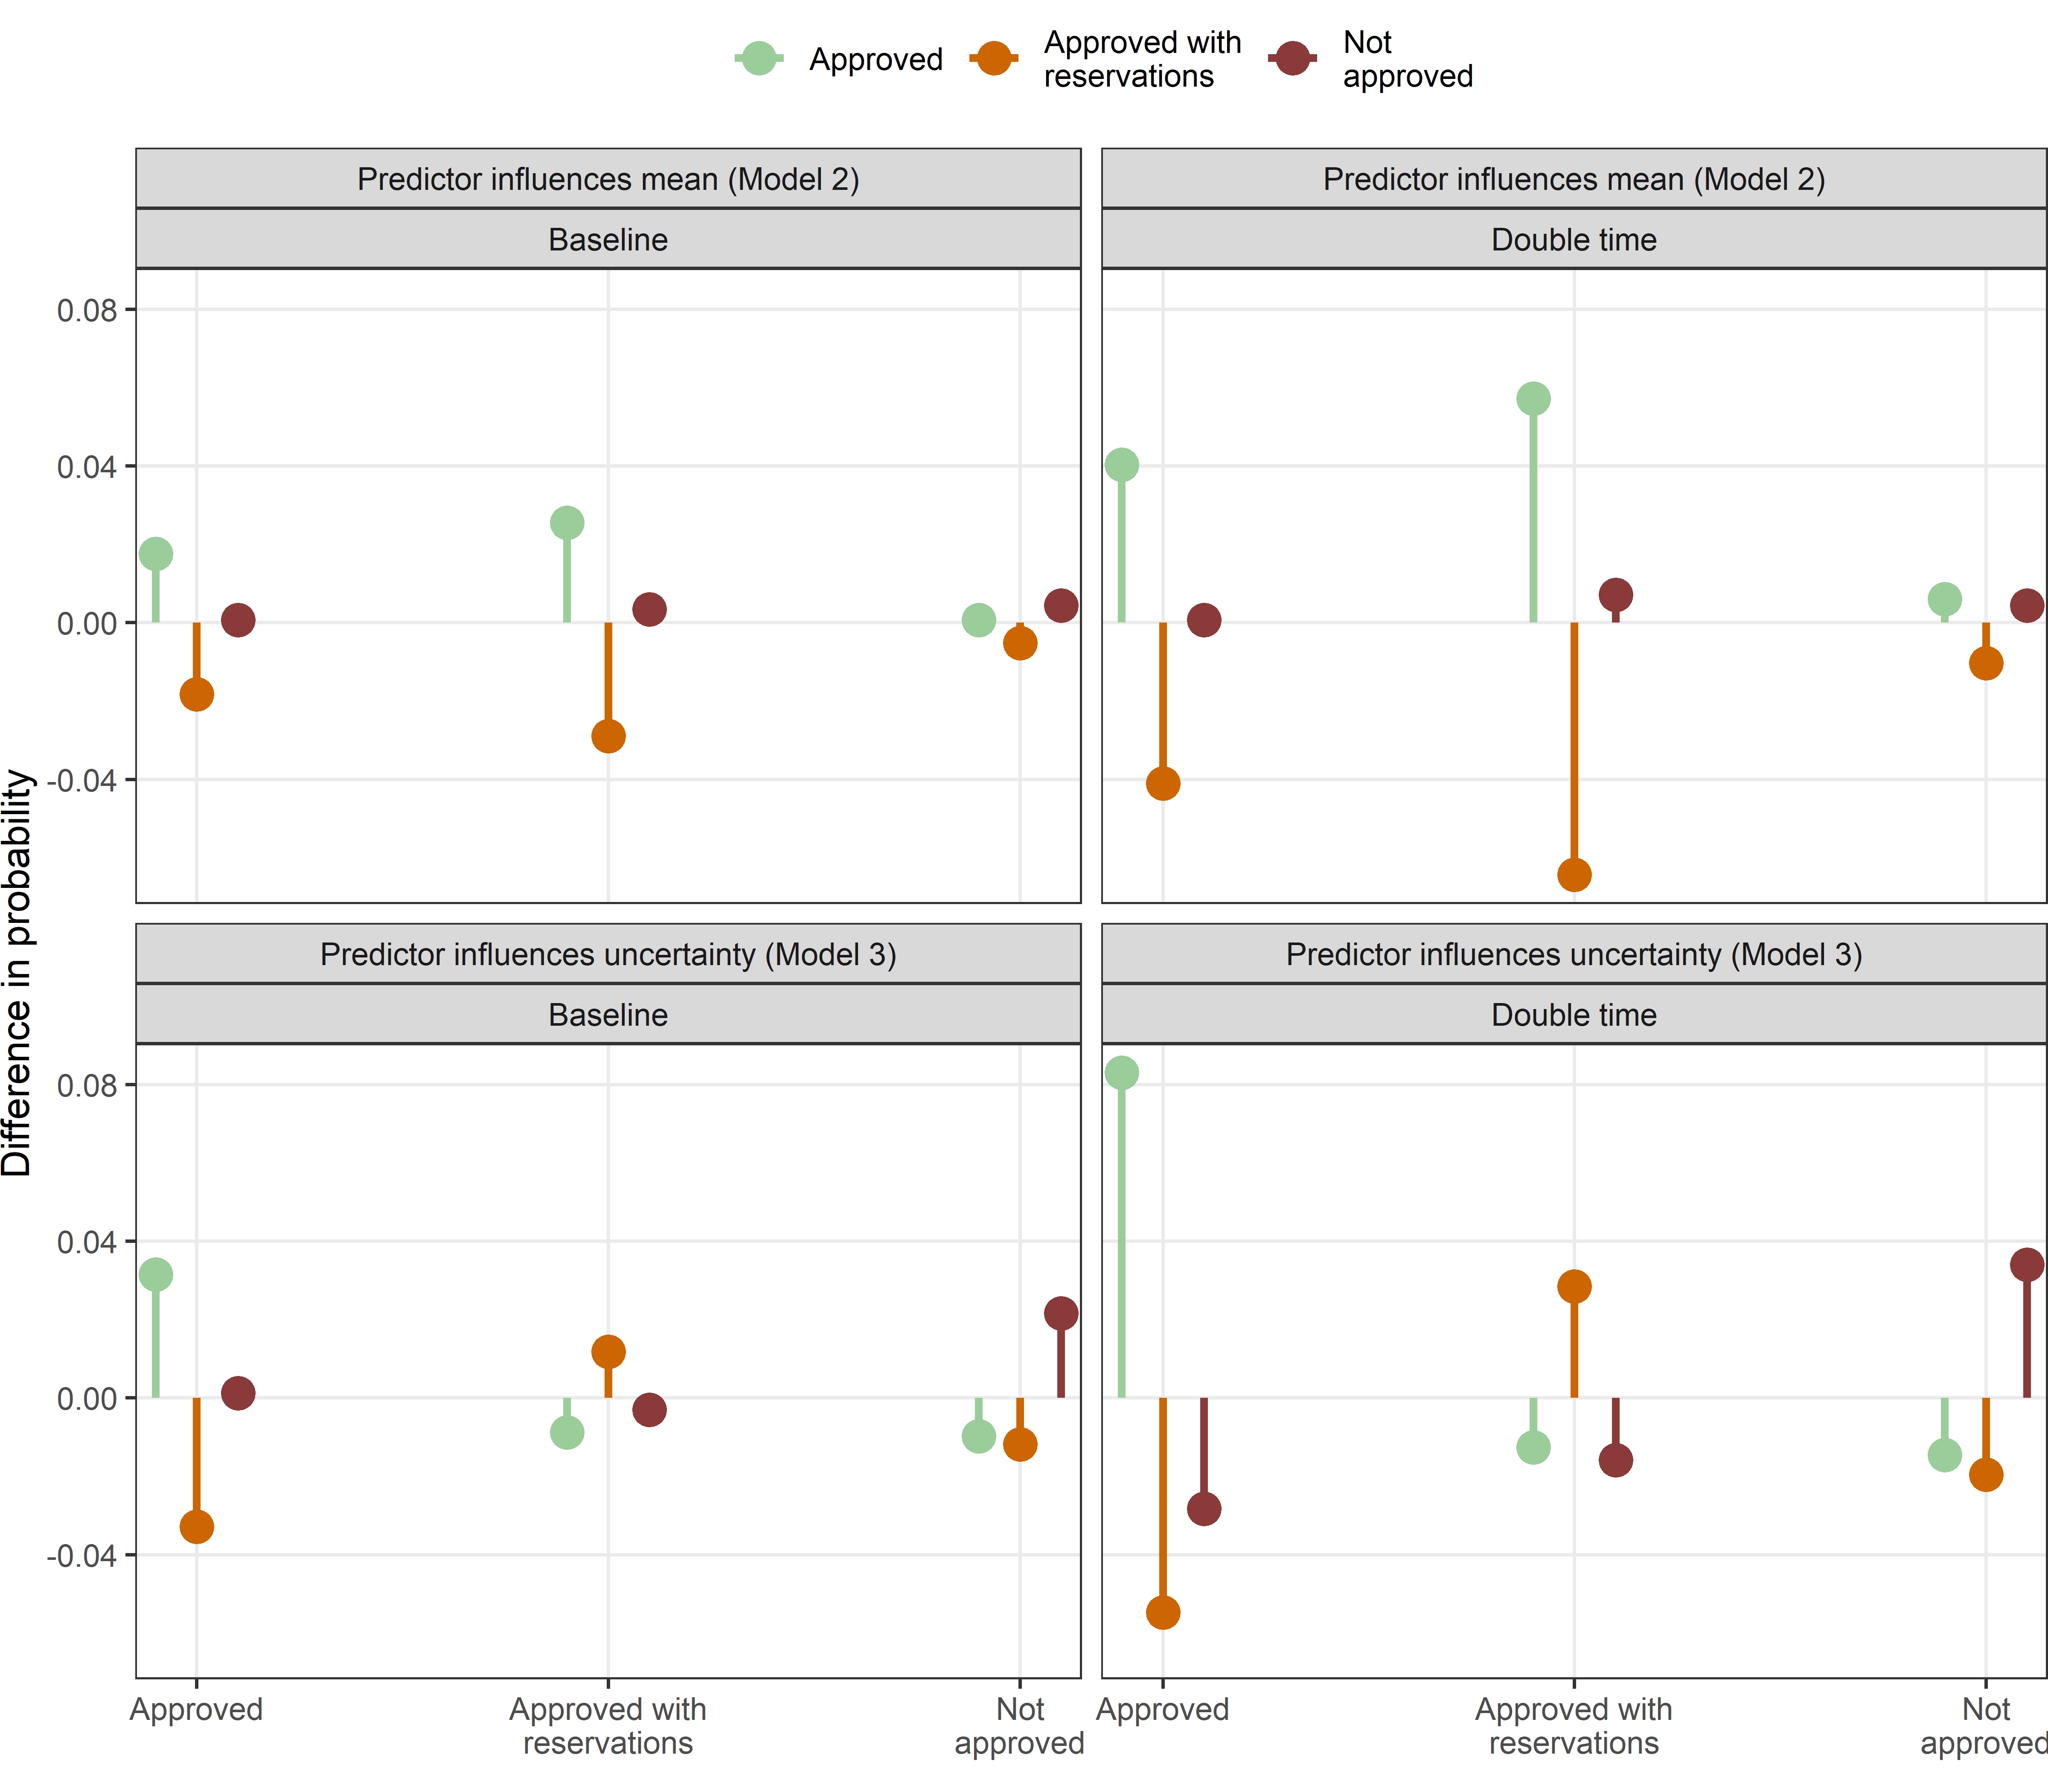 Approved
Approved with
reservations
Not
approved
Predictor influences mean (Model 2)
Baseline
Predictor influences mean (Model 2)
Double time
0.08
0.04
0.00
-0.04
Difference in probability
Predictor influences uncertainty (Model 3)
Baseline
Predictor influences uncertainty (Model 3)
Double time
0.08
0.04
0.00
-0.04
Approved
Approved with
reservations
Not
approved
Approved
Approved with
reservations
Not
approved